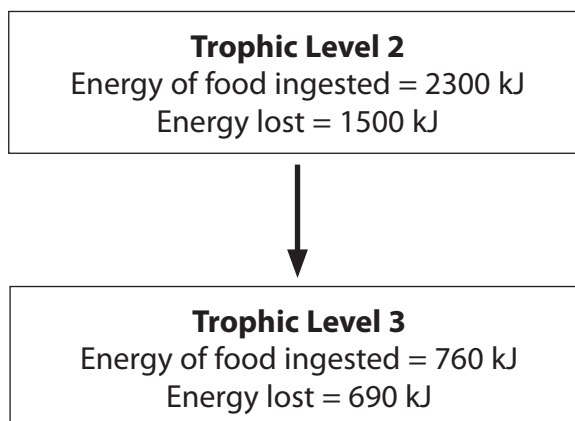 Trophic Level 2
Energy of food ingested = 2300 kJ
Energy lost = 1500 kJ
Trophic Level 3
Energy of food ingested = 760 kJ
Energy lost = 690 kJ